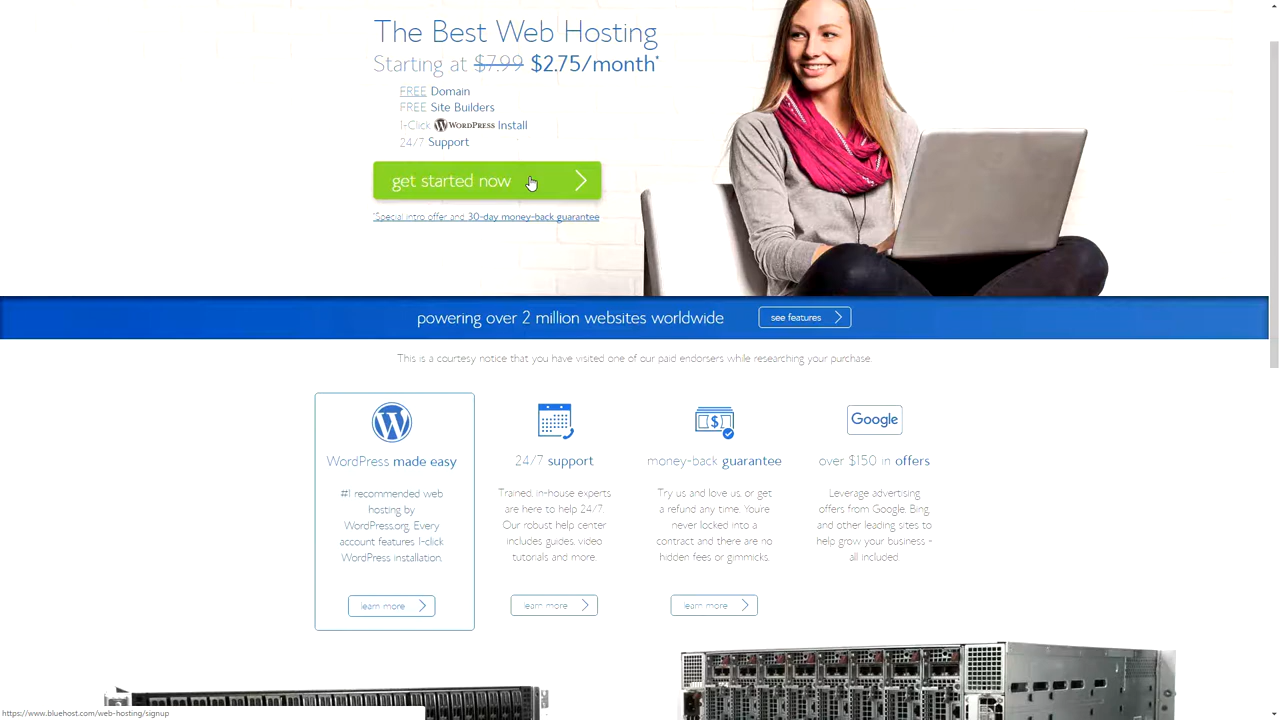 The Best Web Hosting
Starting at $7.99 $2.75/month*
FREE Domain
FREE Site Builders
1-Click WORDPRESS Install
24/7 Support
get started now
*Special intro offer and 30-day money-back guarantee
powering over 2 million websites worldwide
see features
This is a courtesy notice that you have visited one of our paid endorsers while researching your purchase.
WordPress made easy
#1 recommended web
hosting by
WordPress.org. Every
account features 1-click
WordPress installation.
learn more
24/7 support
Trained, in-house experts
are here to help 24/7.
Our robust help center
includes guides, video
tutorials and more.
learn more
money-back guarantee
Try us and love us, or get
a refund any time. You're
never locked into a
contract and there are no
hidden fees or gimmicks.
learn more
Google
over $150 in offers
Leverage advertising
offers from Google, Bing
and other leading sites to
help grow your business -
all included.
https://www.bluehost.com/web-hosting/signup